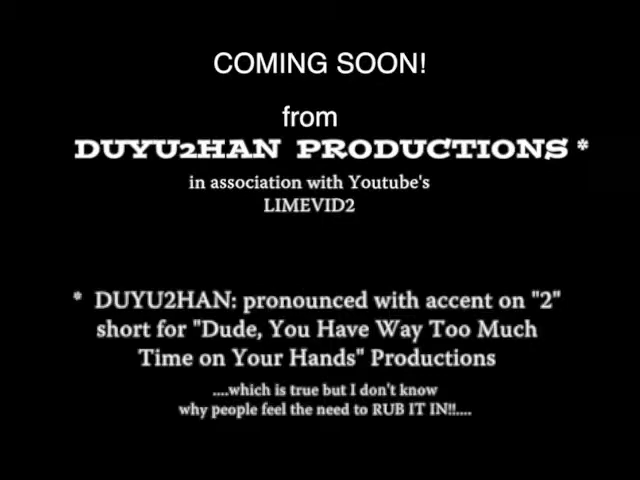 COMING SOON!
from
DUYU2HAN PRODUCTIONS *
in association with Youtube's
LIMEVID2
* DUYU2HAN: pronounced with accent on "2"
short for "Dude, You Have Way Too Much
Time on Your Hands" Productions
....which is true but I don't know
why people feel the need to RUB IT IN!!....